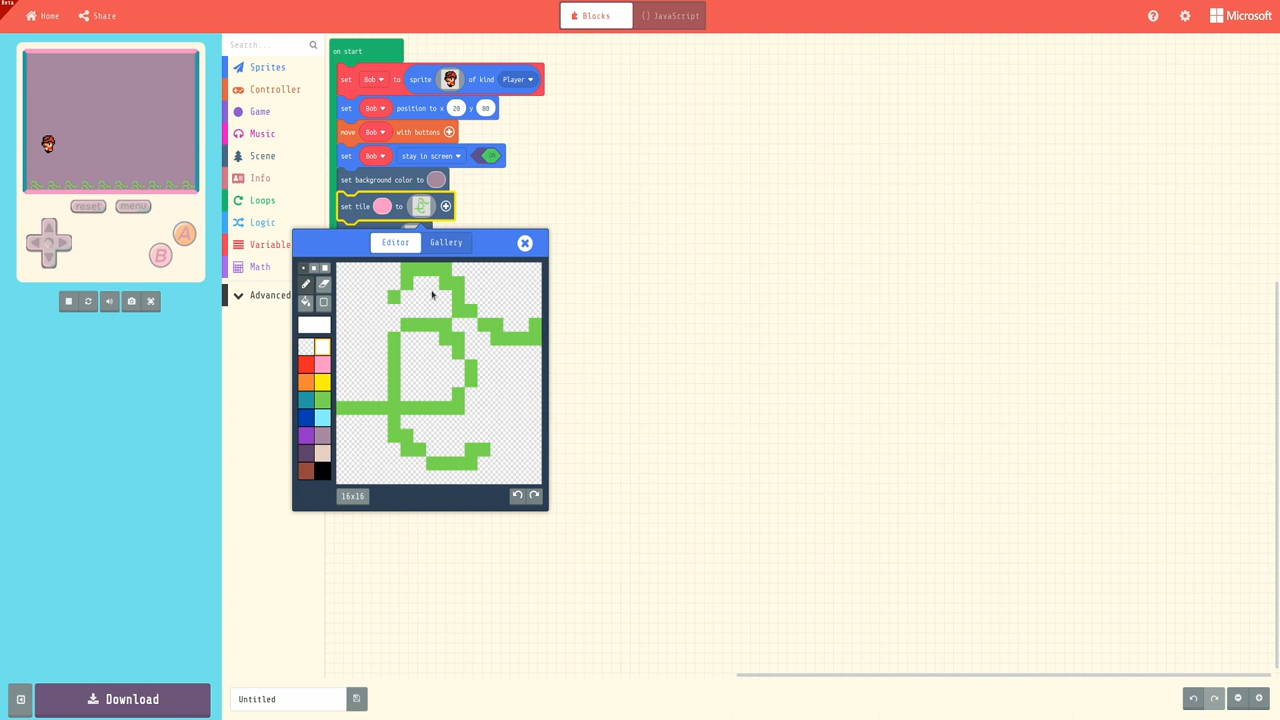 Beta
Home
Share
Blocks
{} JavaScript
Microsoft
Search...
on start
Sprites
set Bob to sprite of kind Player
Controller
Game
set Bob position to x 20 y 80
Music
move Bob with buttons
Scene
set Bob stay in screen
Info
set background color to
Loops
set tile to
reset
menu
A
B
Logic
Variable
Math
Advanced
Editor
Gallery
16x16
Download
Untitled